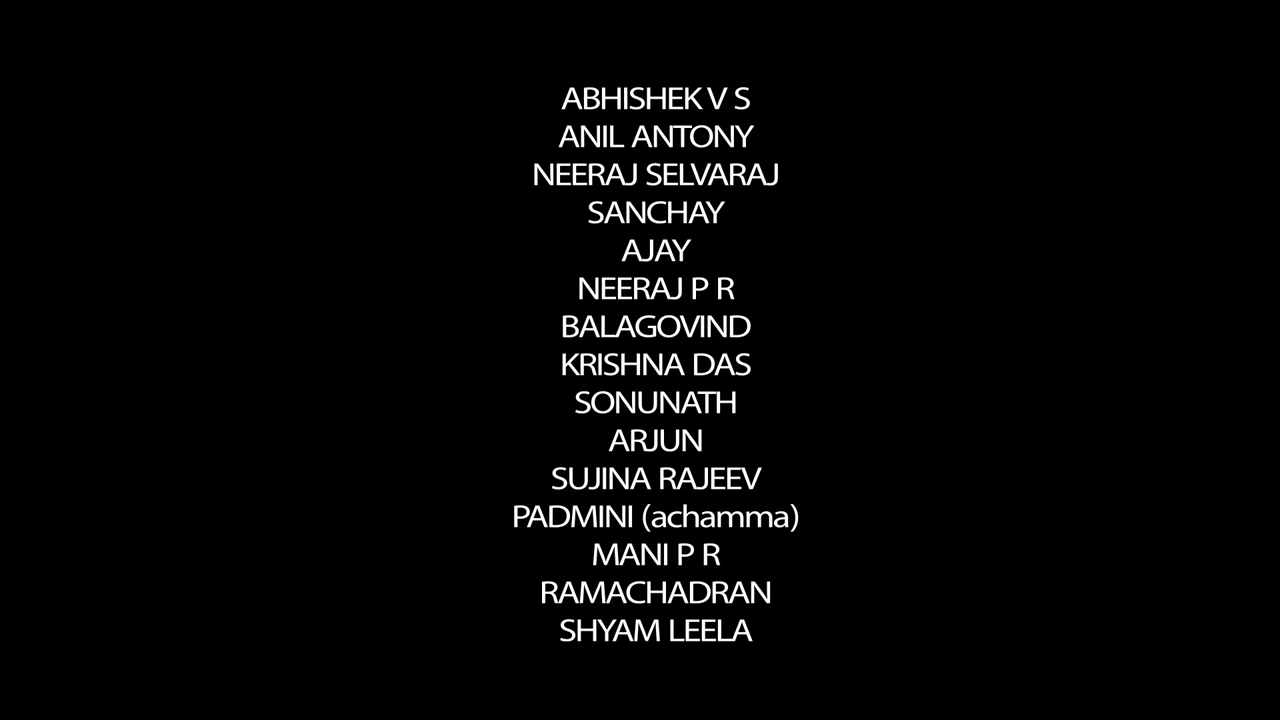 ABHISHEK V S
ANIL ANTONY
NEERAJ SELVARAJ
SANCHAY
AJAY
NEERAJ P R
BALAGOVIND
KRISHNA DAS
SONUNATH
ARJUN
SUJINA RAJEEV
PADMINI (achamma)
MANI P R
RAMACHADRAN
SHYAM LEELA